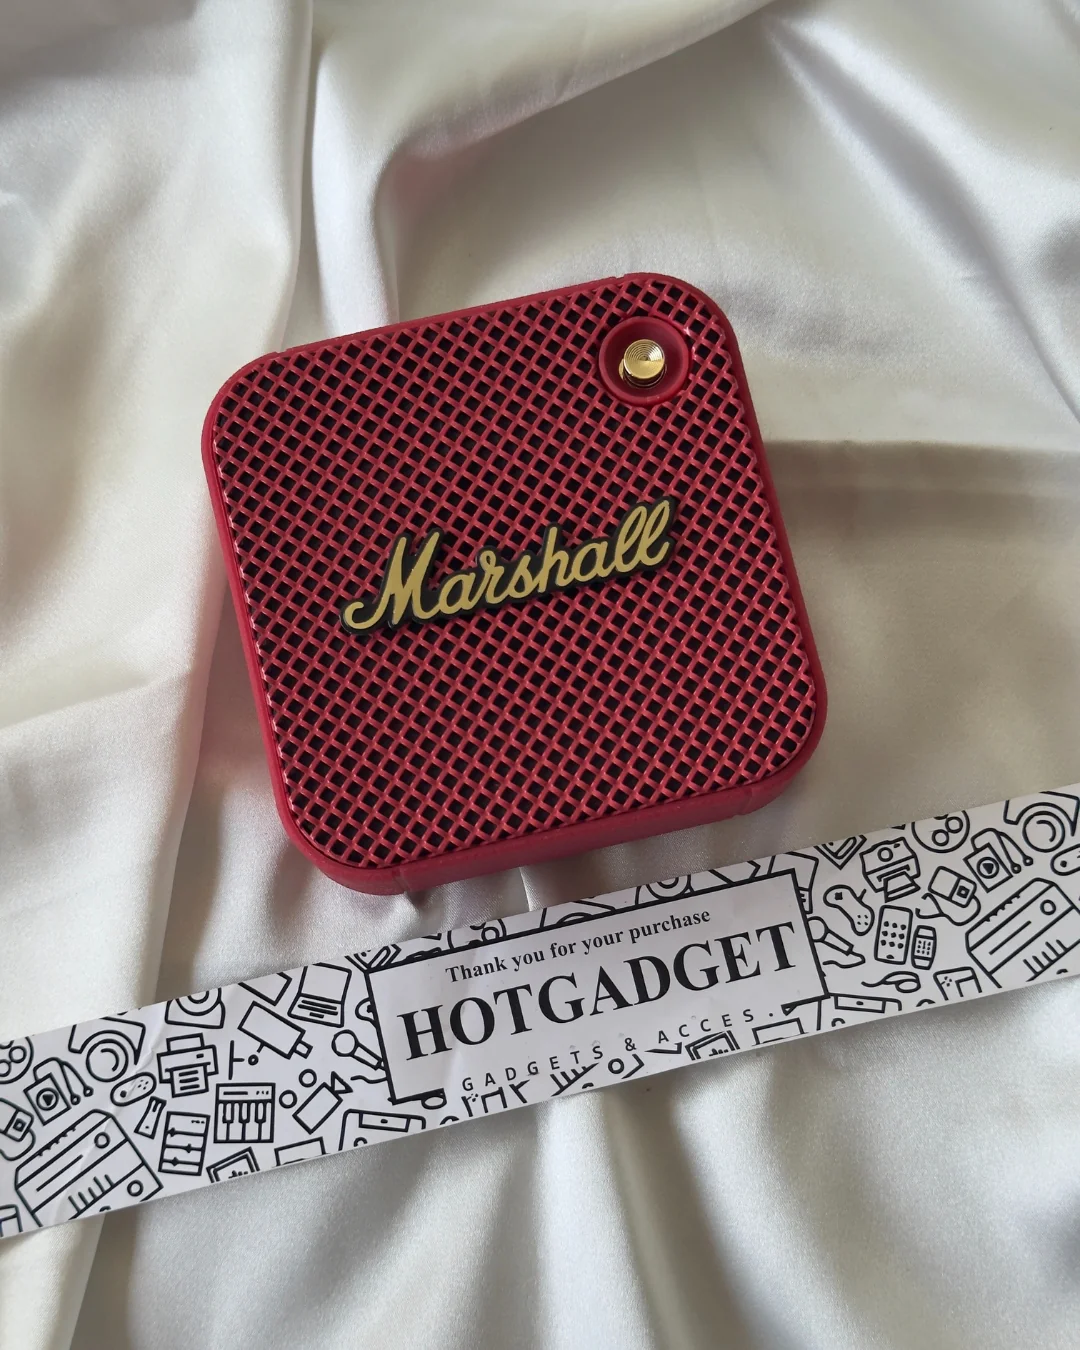 Marshall
Thank you for your purchase
HOTGADGET
GADGETS & ACCES.